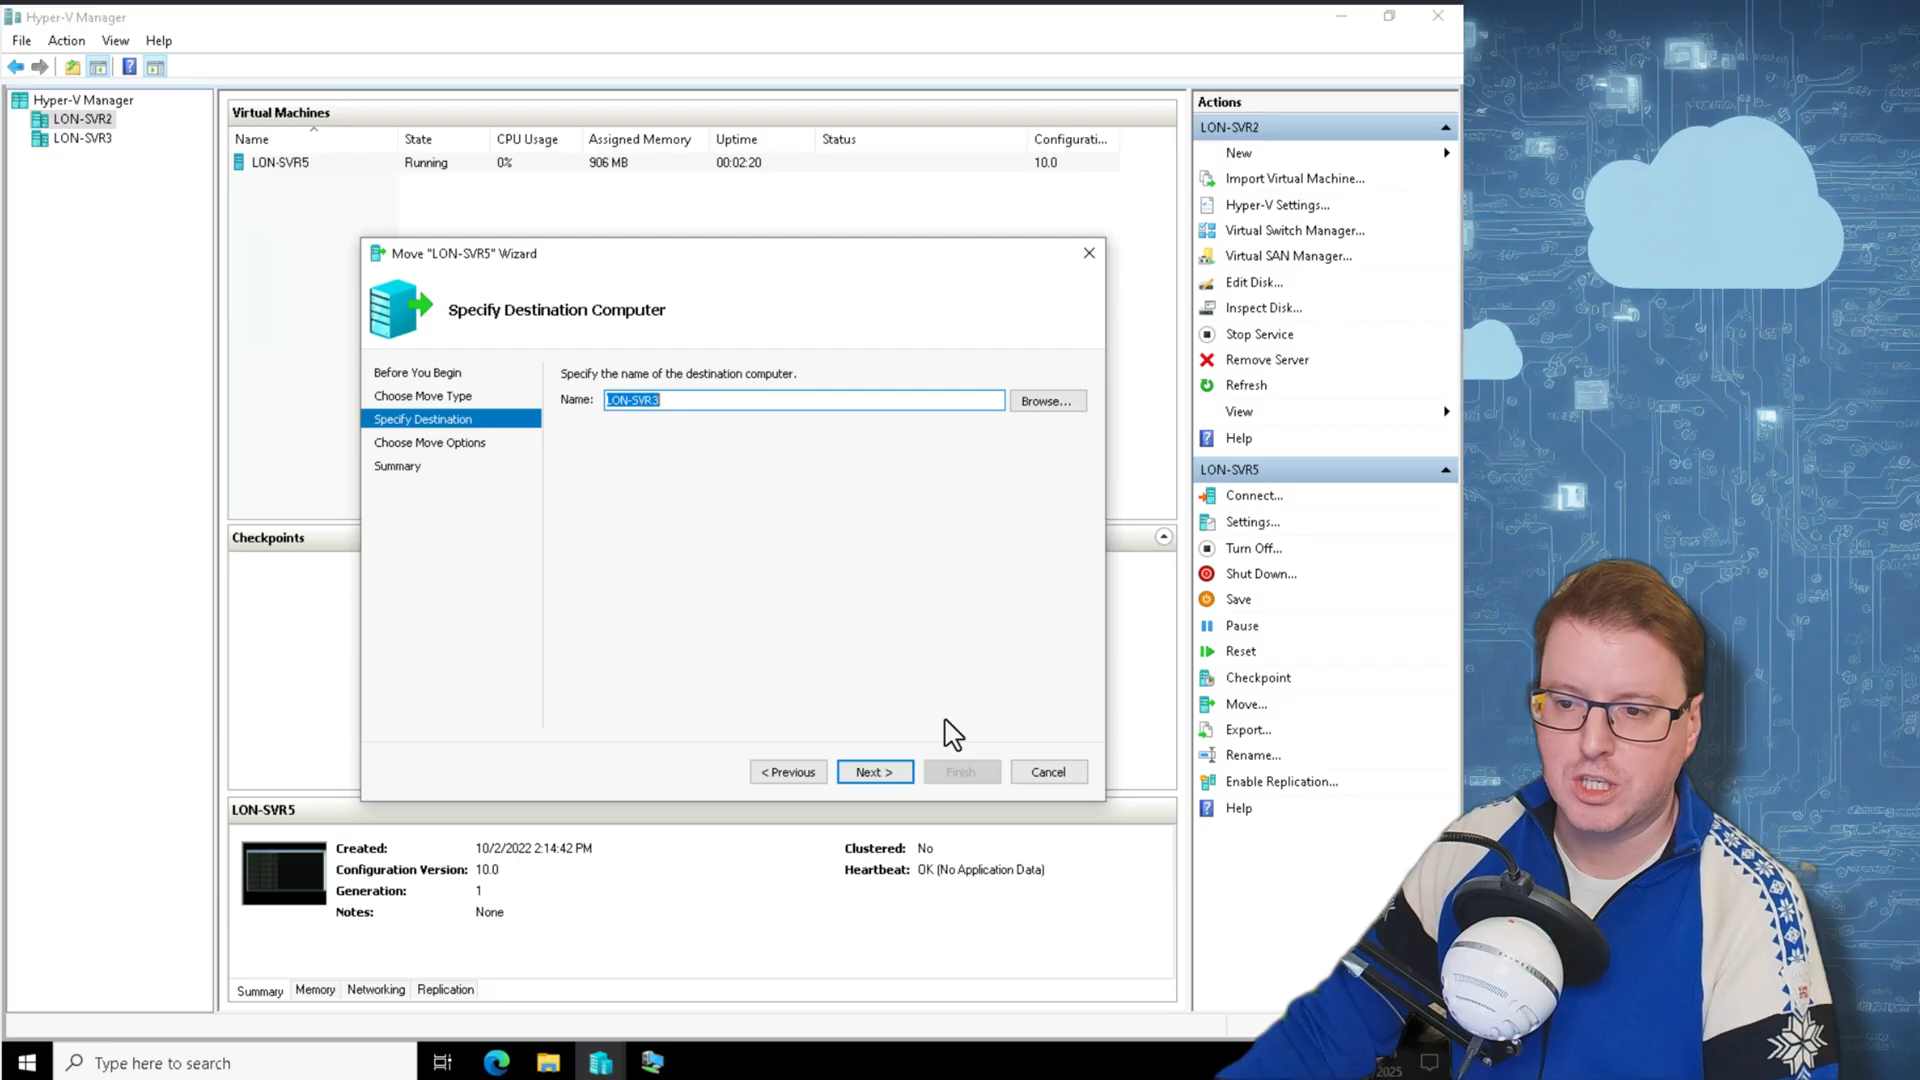 Hyper-V Manager
File Action View Help
Hyper-V Manager
LON-SVR2
LON-SVR3
Virtual Machines
Name State CPU Usage Assigned Memory Uptime Status Configurati...
LON-SVR5 Running 0% 906 MB 00:02:20 10.0
Move "LON-SVR5" Wizard
Specify Destination Computer
Before You Begin
Choose Move Type
Specify Destination
Choose Move Options
Summary
Specify the name of the destination computer.
Name: LON-SVR3 Browse...
< Previous Next > Finish Cancel
Checkpoints
LON-SVR5
Created: 10/2/2022 2:14:42 PM
Configuration Version: 10.0
Generation: 1
Notes: None
Clustered: No
Heartbeat: OK (No Application Data)
Summary Memory Networking Replication
Actions
LON-SVR2
New
Import Virtual Machine...
Hyper-V Settings...
Virtual Switch Manager...
Virtual SAN Manager...
Edit Disk...
Inspect Disk...
Stop Service
Remove Server
Refresh
View
Help
LON-SVR5
Connect...
Settings...
Turn Off...
Shut Down...
Save
Pause
Reset
Checkpoint
Move...
Export...
Rename...
Enable Replication...
Help
Type here to search
2025